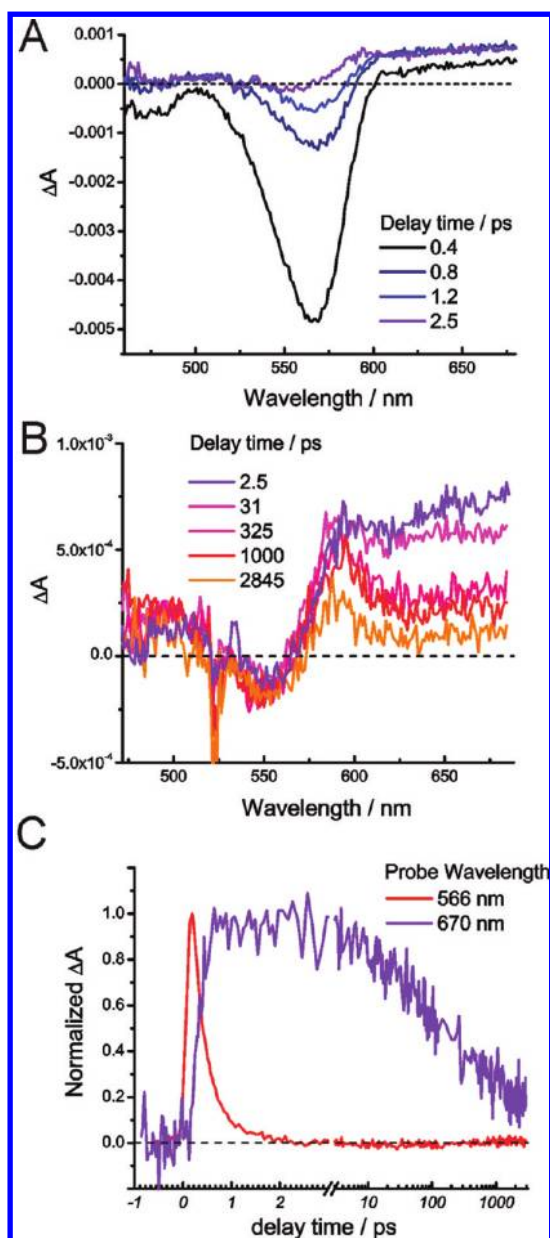 A
0.001
0.000
-0.001
-0.002
-0.003
-0.004
-0.005
ΔA
Delay time / ps
0.4
0.8
1.2
2.5
500 550 600 650
Wavelength / nm
B
1.0x10⁻³
5.0x10⁻⁴
0.0
-5.0x10⁻⁴
ΔA
Delay time / ps
2.5
31
325
1000
2845
500 550 600 650
Wavelength / nm
C
Probe Wavelength
566 nm
670 nm
1.0
0.8
0.6
0.4
0.2
0.0
Normalized ΔA
-1 0 1 2 10 100 1000
delay time / ps